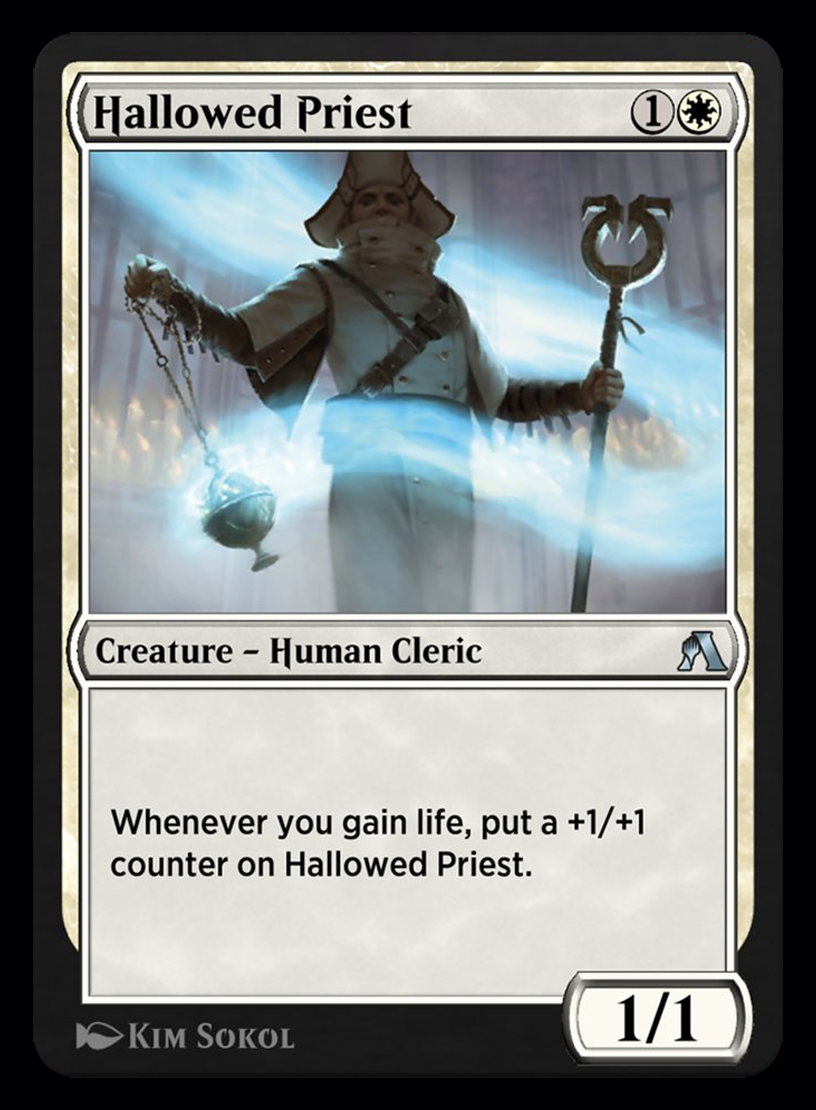 Hallowed Priest 1
Creature – Human Cleric
Whenever you gain life, put a +1/+1
counter on Hallowed Priest.
1/1
Kim Sokol